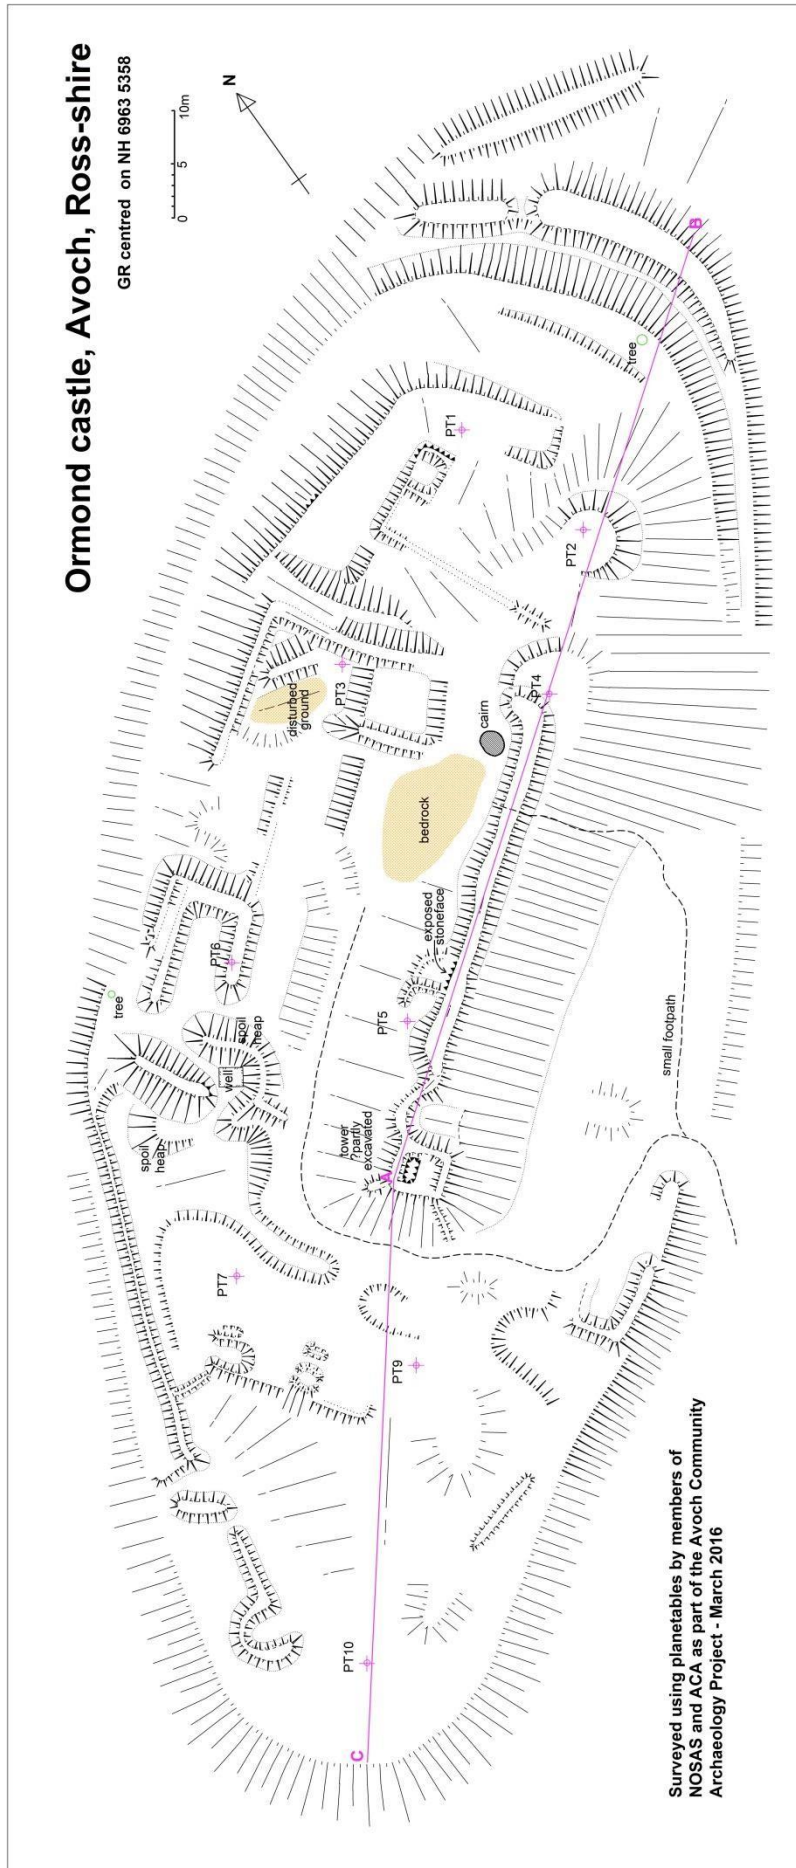 Ormond castle, Avoch, Ross-shire
GR centred on NH 6963 5358
N
0
5
10m
tree
spoil
heap
well
spoil
heap
PT6
disturbed
ground
PT3
PT1
tree
B
PT2
PT4
cairn
bedrock
exposed
stoneface
PT5
tower
?partly
excavated
A
small footpath
PT7
PT9
PT10
C
Surveyed using planetables by members of
NOSAS and ACA as part of the Avoch Community
Archaeology Project - March 2016